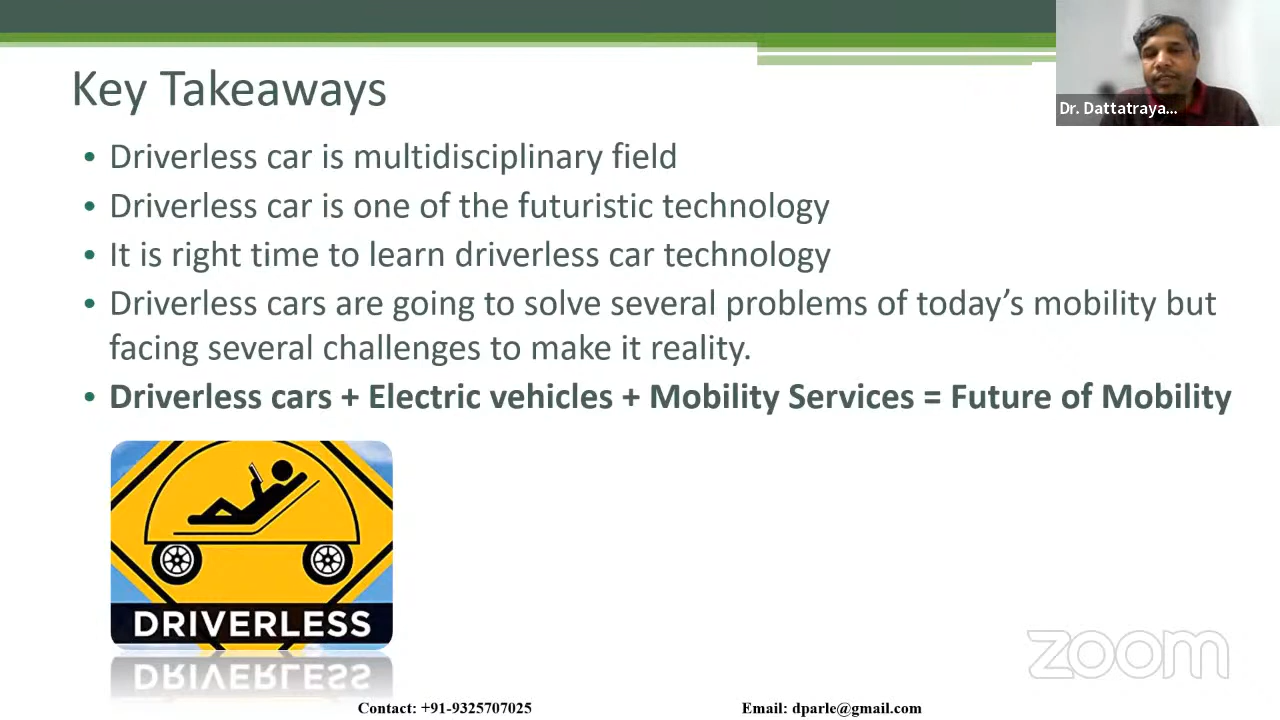 Dr. Dattatraya...
Key Takeaways
• Driverless car is multidisciplinary field
• Driverless car is one of the futuristic technology
• It is right time to learn driverless car technology
• Driverless cars are going to solve several problems of today’s mobility but
facing several challenges to make it reality.
• Driverless cars + Electric vehicles + Mobility Services = Future of Mobility
DRIVERLESS
zoom
Contact: +91-9325707025
Email: dparle@gmail.com